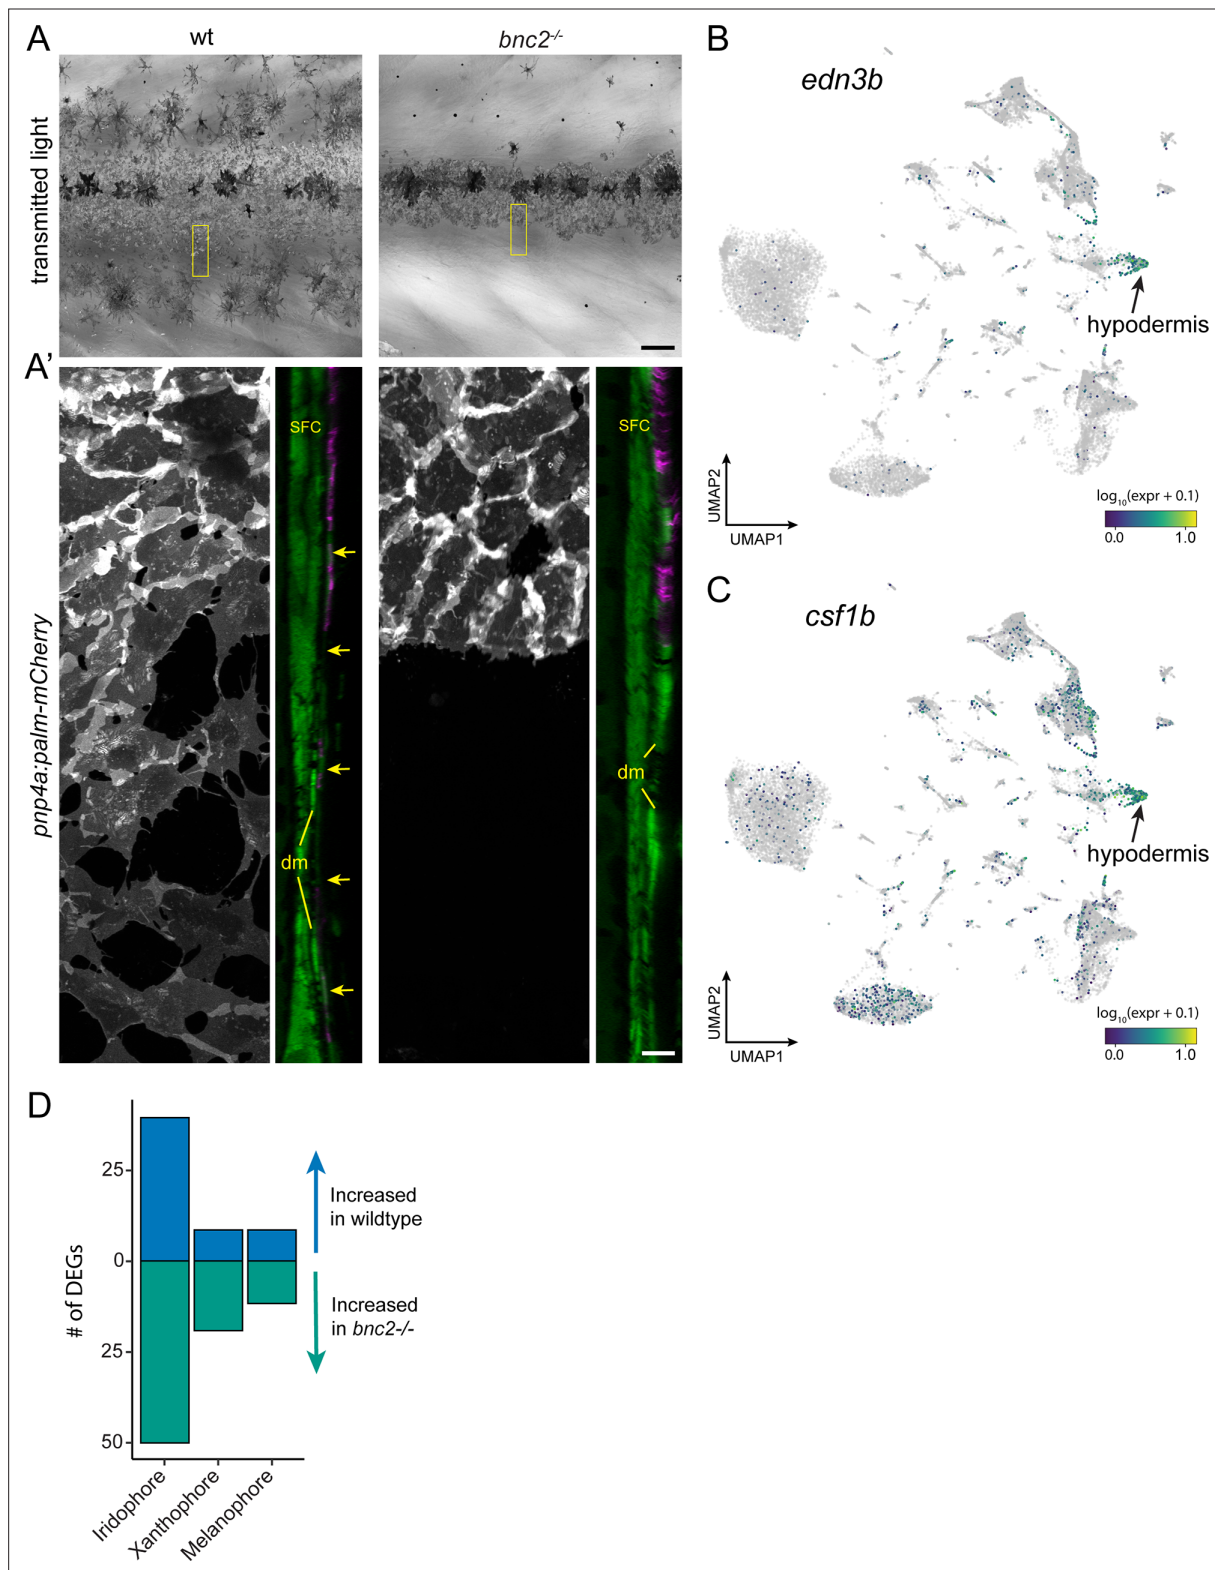 A
wt
bnc2-/-
transmitted light
A'
pnp4a:palm-mCherry
SFC
dm
SFC
dm
B
edn3b
hypodermis
UMAP2
UMAP1
log10(expr + 0.1)
0.0 1.0
C
csf1b
hypodermis
UMAP2
UMAP1
log10(expr + 0.1)
0.0 1.0
D
# of DEGs
25
0
25
50
Increased
in wildtype
Increased
in bnc2-/-
Iridophore
Xanthophore
Melanophore